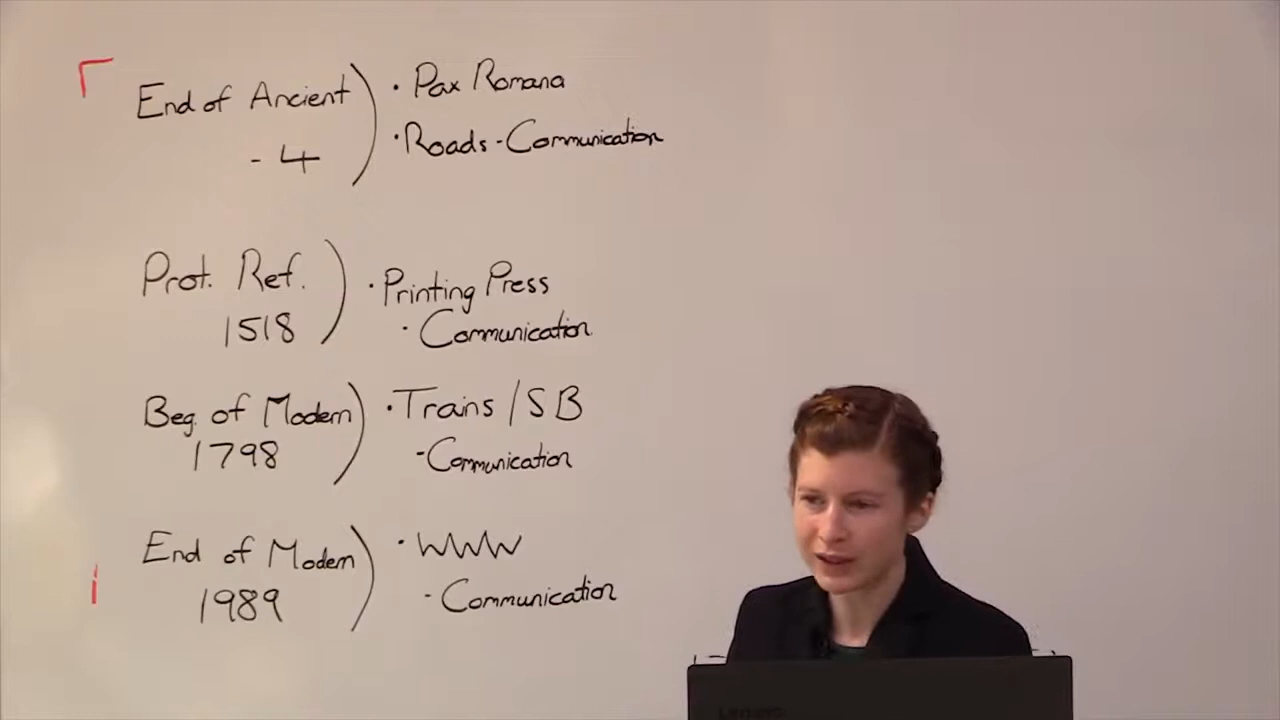 End of Ancient
- 4
• Pax Romana
• Roads - Communication
Prot. Ref.
1518
• Printing Press
• Communication
Beg. of Modern
1798
• Trains / SB
- Communication
End of Modern
1989
• WWW
- Communication